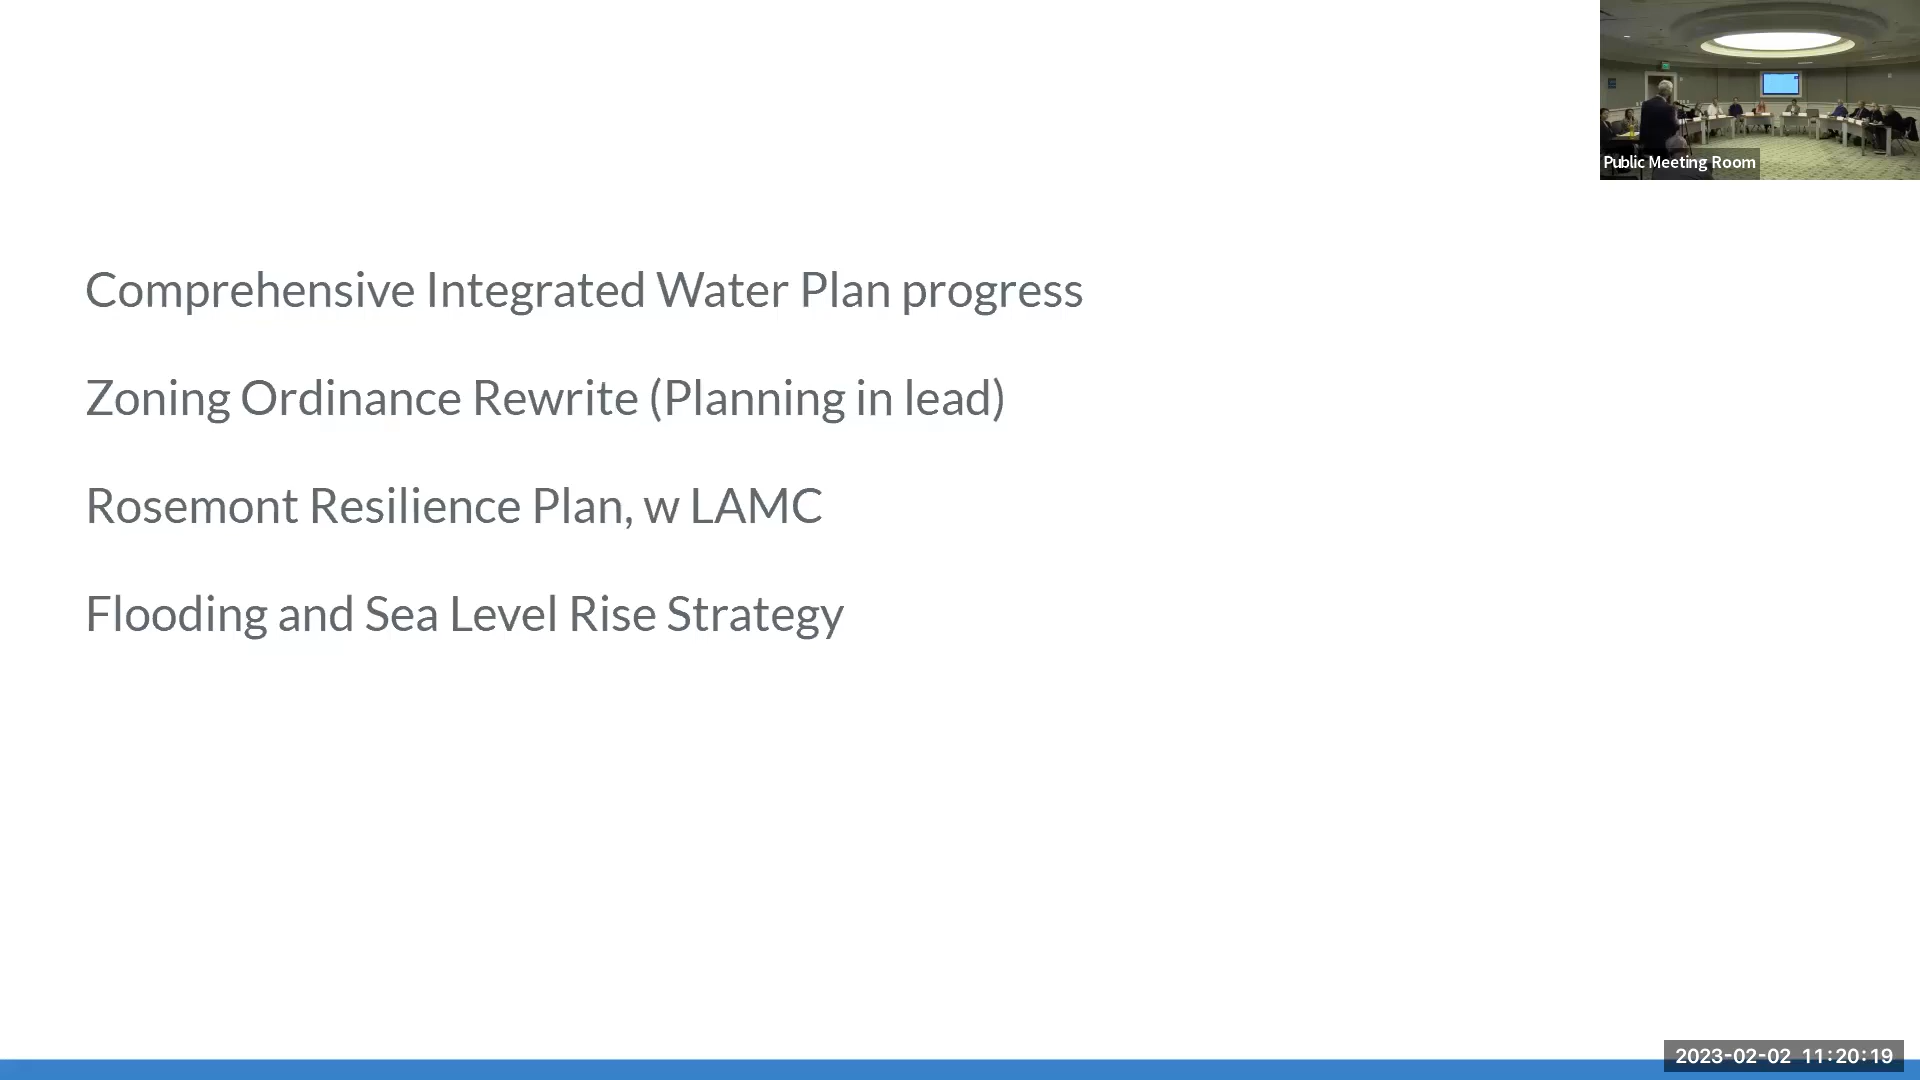 Public Meeting Room
Comprehensive Integrated Water Plan progress
Zoning Ordinance Rewrite (Planning in lead)
Rosemont Resilience Plan, w LAMC
Flooding and Sea Level Rise Strategy
2023-02-02 11:20:19